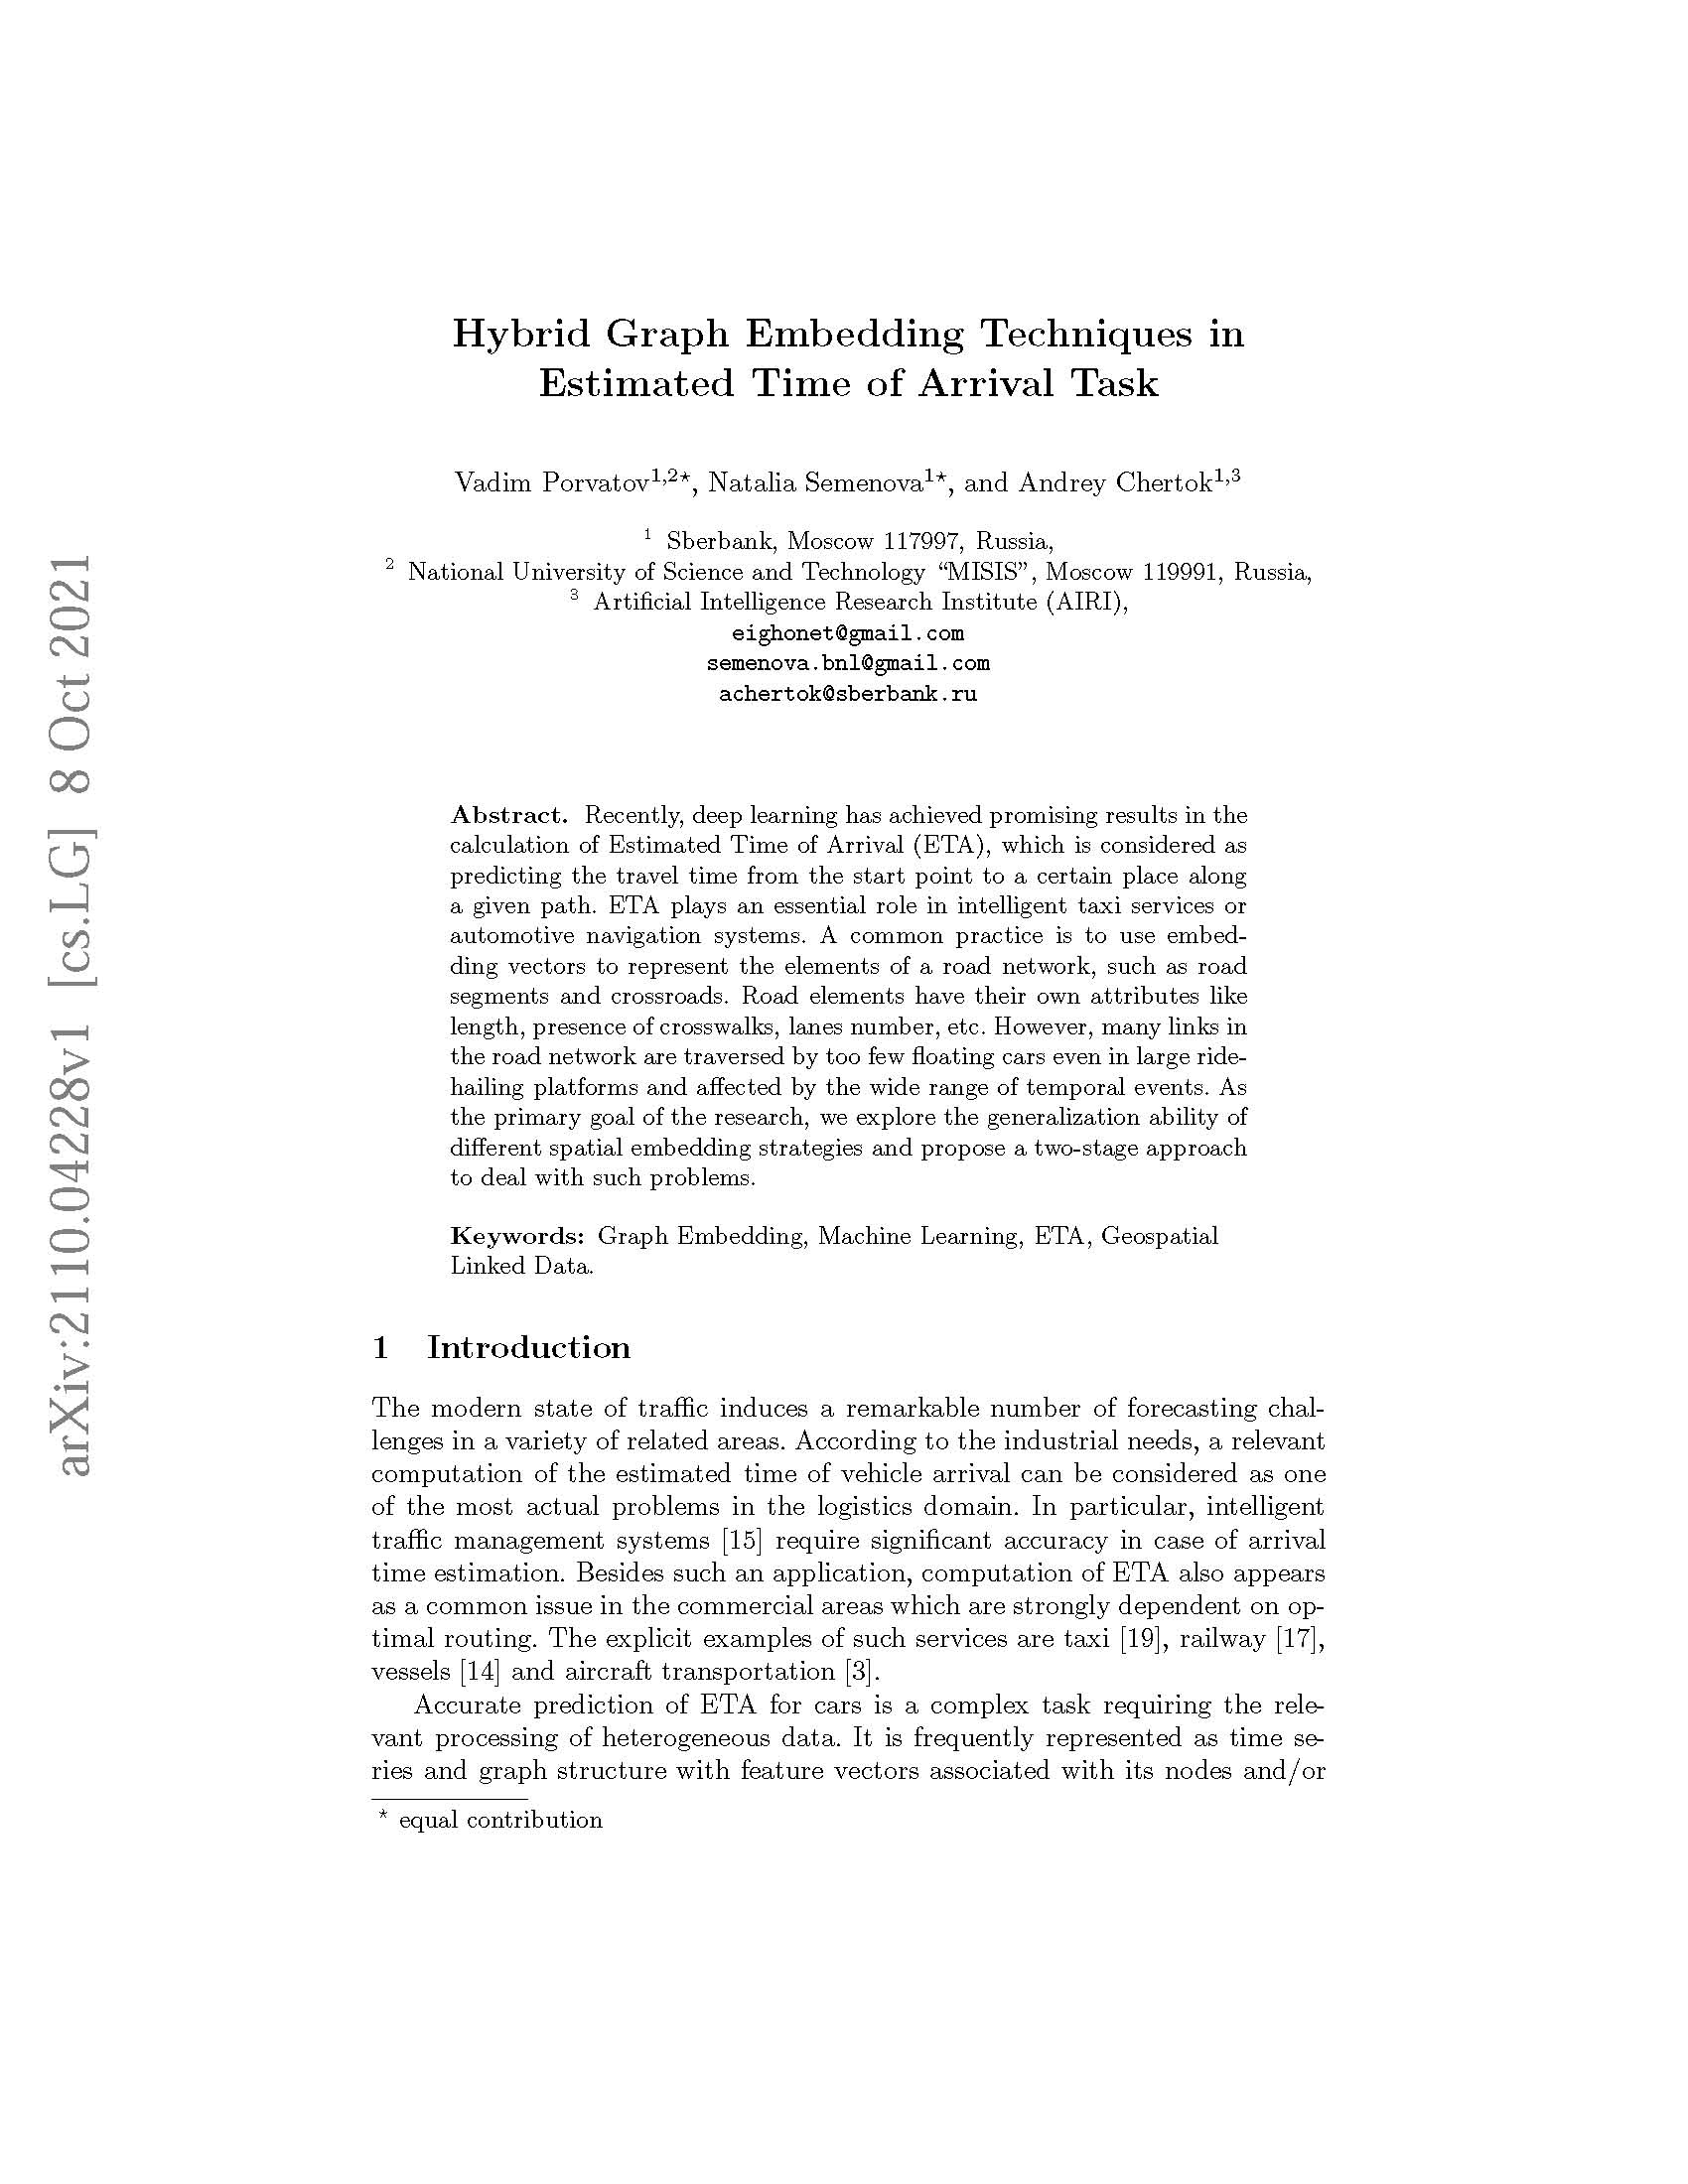 Hybrid Graph Embedding Techniques in
Estimated Time of Arrival Task
Vadim Porvatov1,2⋆, Natalia Semenova1⋆, and Andrey Chertok1,3
1 Sberbank, Moscow 117997, Russia,
2 National University of Science and Technology “MISIS”, Moscow 119991, Russia,
3 Artificial Intelligence Research Institute (AIRI),
eighonet@gmail.com
semenova.bnl@gmail.com
achertok@sberbank.ru
Abstract. Recently, deep learning has achieved promising results in the
calculation of Estimated Time of Arrival (ETA), which is considered as
predicting the travel time from the start point to a certain place along
a given path. ETA plays an essential role in intelligent taxi services or
automotive navigation systems. A common practice is to use embed-
ding vectors to represent the elements of a road network, such as road
segments and crossroads. Road elements have their own attributes like
length, presence of crosswalks, lanes number, etc. However, many links in
the road network are traversed by too few floating cars even in large ride-
hailing platforms and affected by the wide range of temporal events. As
the primary goal of the research, we explore the generalization ability of
different spatial embedding strategies and propose a two-stage approach
to deal with such problems.
Keywords: Graph Embedding, Machine Learning, ETA, Geospatial
Linked Data.
1 Introduction
The modern state of traffic induces a remarkable number of forecasting chal-
lenges in a variety of related areas. According to the industrial needs, a relevant
computation of the estimated time of vehicle arrival can be considered as one
of the most actual problems in the logistics domain. In particular, intelligent
traffic management systems [15] require significant accuracy in case of arrival
time estimation. Besides such an application, computation of ETA also appears
as a common issue in the commercial areas which are strongly dependent on op-
timal routing. The explicit examples of such services are taxi [19], railway [17],
vessels [14] and aircraft transportation [3].
Accurate prediction of ETA for cars is a complex task requiring the rele-
vant processing of heterogeneous data. It is frequently represented as time se-
ries and graph structure with feature vectors associated with its nodes and/or
⋆ equal contribution
arXiv:2110.04228v1 [cs.LG] 8 Oct 2021